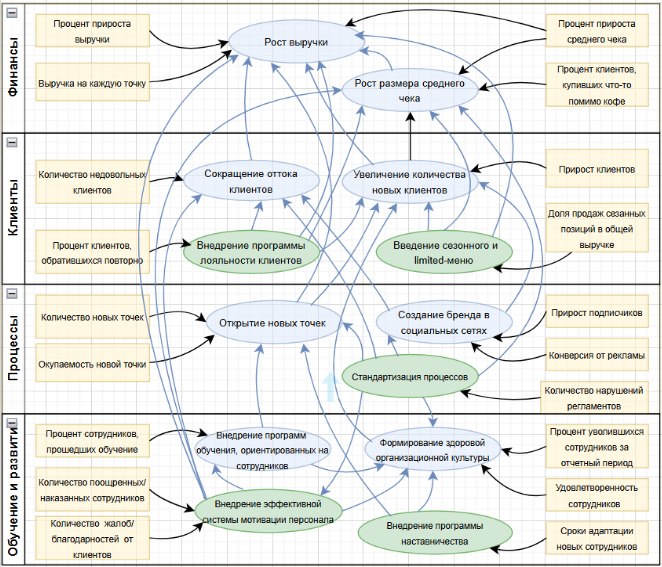 Финансы
Процент прироста
выручки
Рост выручки
Процент прироста
среднего чека
Выручка на каждую точку
Рост размера среднего
чека
Процент клиентов,
купивших что-то
помимо кофе
Клиенты
Количество недовольных
клиентов
Сокращение оттока
клиентов
Увеличение количества
новых клиентов
Прирост клиентов
Процент клиентов,
обратившихся повторно
Внедрение программы
лояльности клиентов
Введение сезонного и
limited-меню
Доля продаж сезанных
позиций в общей
выручке
Процессы
Количество новых точек
Открытие новых точек
Создание бренда в
социальных сетях
Прирост подписчиков
Окупаемость новой точки
Стандартизация процессов
Конверсия от рекламы
Количество нарушений
регламентов
Обучение и развити
Процент сотрудников,
прошедших обучение
Внедрение программ
обучения, ориентированных на
сотрудников
Формирование здоровой
организационной культуры
Процент уволившихся
сотрудников за
отчетный период
Количество поощренных/
наказанных сотрудников
Внедрение эффективной
системы мотивации персонала
Удовлетворенность
сотрудников
Количество жалоб/
благодарностей от
клиентов
Внедрение программы
наставничества
Сроки адаптации
новых сотрудников